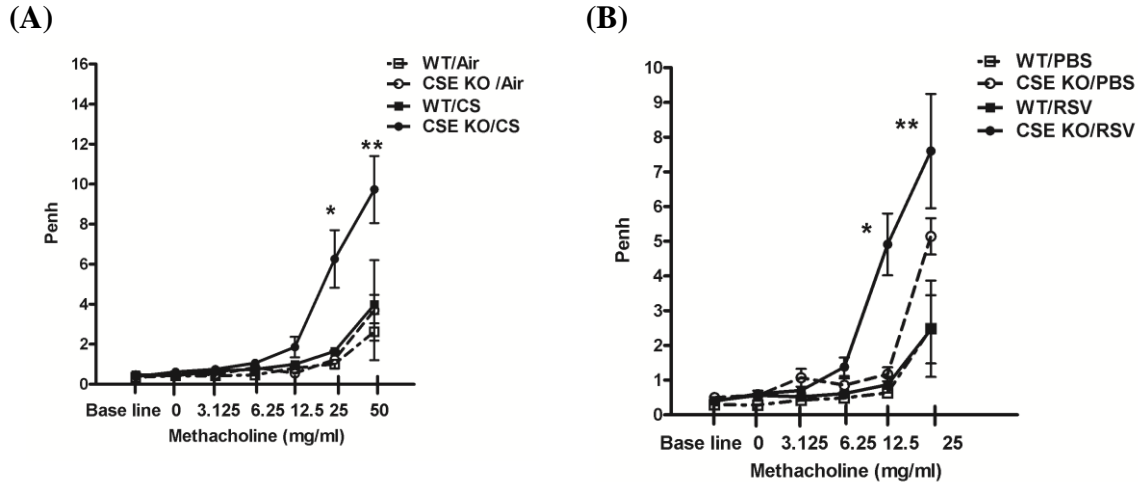 (A)
16
14
12
10
8
6
4
2
0
Penh
WT/Air
CSE KO /Air
WT/CS
CSE KO/CS
*
**
Base line 0 3.125 6.25 12.5 25 50
Methacholine (mg/ml)
(B)
10
9
8
7
6
5
4
3
2
1
0
Penh
WT/PBS
CSE KO/PBS
WT/RSV
CSE KO/RSV
**
*
Base line 0 3.125 6.25 12.5 25
Methacholine (mg/ml)